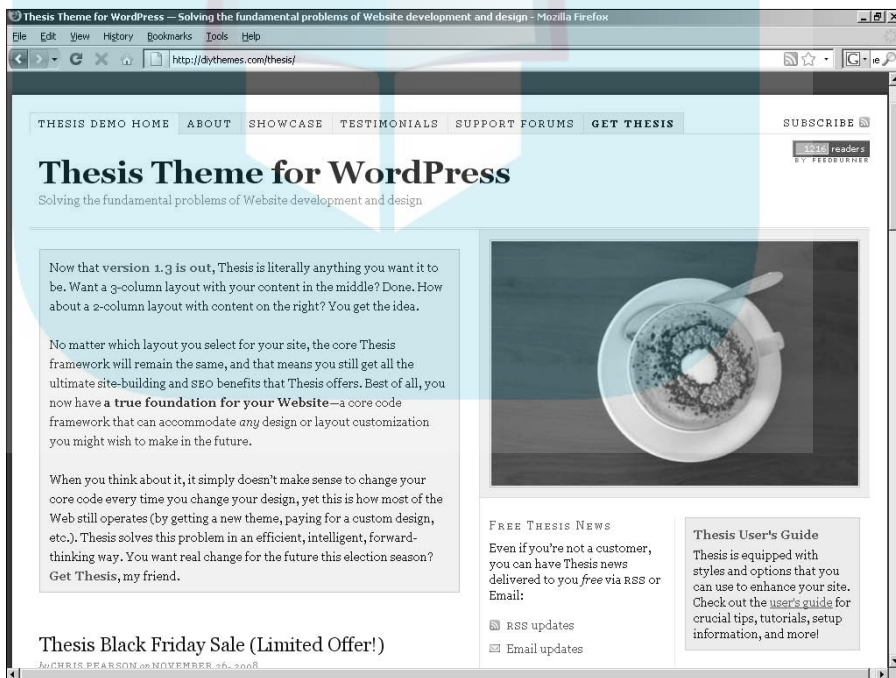 Thesis Theme for WordPress — Solving the fundamental problems of Website development and design - Mozilla Firefox
File Edit View History Bookmarks Tools Help
http://diythemes.com/thesis/
THESIS DEMO HOME ABOUT SHOWCASE TESTIMONIALS SUPPORT FORUMS GET THESIS SUBSCRIBE
1216 readers
BY FEEDBURNER
Thesis Theme for WordPress
Solving the fundamental problems of Website development and design
Now that version 1.3 is out, Thesis is literally anything you want it to
be. Want a 3-column layout with your content in the middle? Done. How
about a 2-column layout with content on the right? You get the idea.
No matter which layout you select for your site, the core Thesis
framework will remain the same, and that means you still get all the
ultimate site-building and SEO benefits that Thesis offers. Best of all, you
now have a true foundation for your Website—a core code
framework that can accommodate any design or layout customization
you might wish to make in the future.
When you think about it, it simply doesn't make sense to change your
core code every time you change your design, yet this is how most of the
Web still operates (by getting a new theme, paying for a custom design,
etc.). Thesis solves this problem in an efficient, intelligent, forward-
thinking way. You want real change for the future this election season?
Get Thesis, my friend.
Thesis Black Friday Sale (Limited Offer!)
by CHRIS PEARSON on NOVEMBER 26, 2008
FREE THESIS NEWS
Even if you're not a customer,
you can have Thesis news
delivered to you free via RSS or
Email:
RSS updates
Email updates
Thesis User's Guide
Thesis is equipped with
styles and options that you
can use to enhance your site.
Check out the user's guide for
crucial tips, tutorials, setup
information, and more!